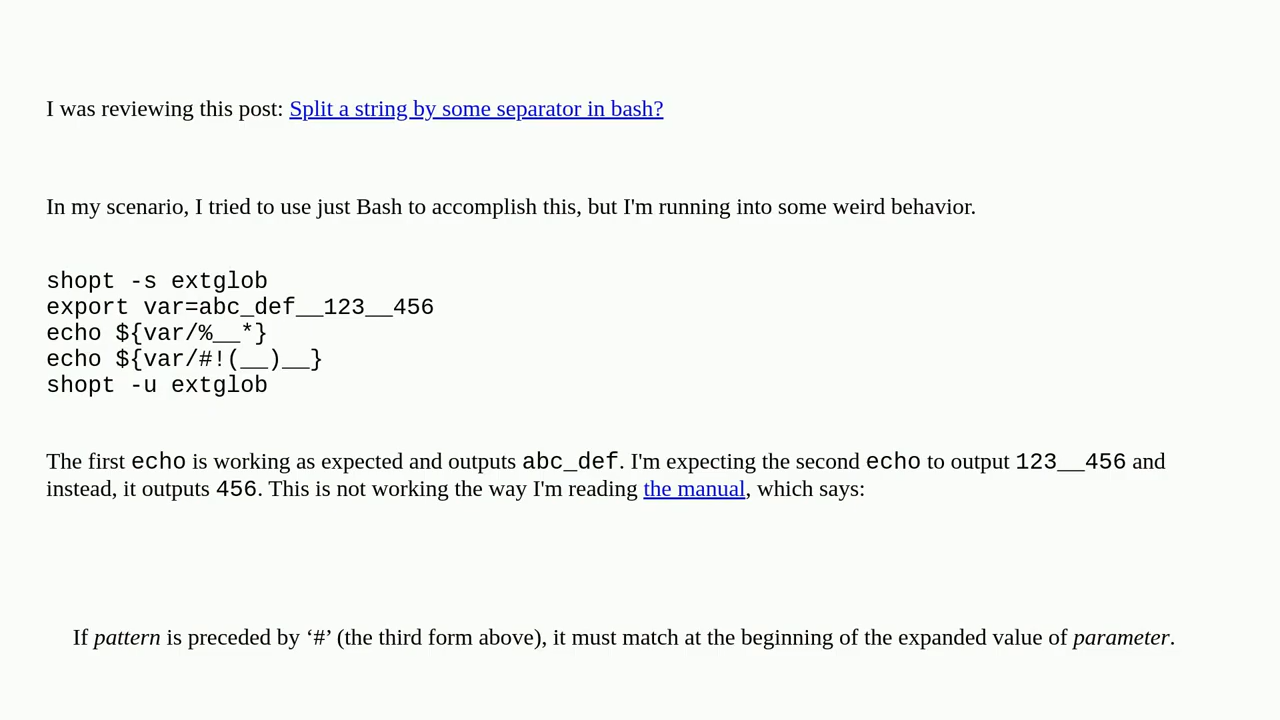 I was reviewing this post: Split a string by some separator in bash?
In my scenario, I tried to use just Bash to accomplish this, but I'm running into some weird behavior.
shopt -s extglob
export var=abc_def__123__456
echo ${var/%__*}
echo ${var/#!(__)__}
shopt -u extglob
The first echo is working as expected and outputs abc_def. I'm expecting the second echo to output 123__456 and
instead, it outputs 456. This is not working the way I'm reading the manual, which says:
If pattern is preceded by ‘#’ (the third form above), it must match at the beginning of the expanded value of parameter.